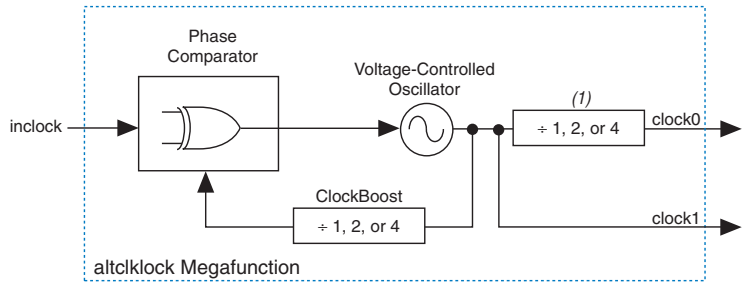 Phase
Comparator
Voltage-Controlled
Oscillator
(1)
inclock
÷ 1, 2, or 4
clock0
ClockBoost
÷ 1, 2, or 4
clock1
altclklock Megafunction